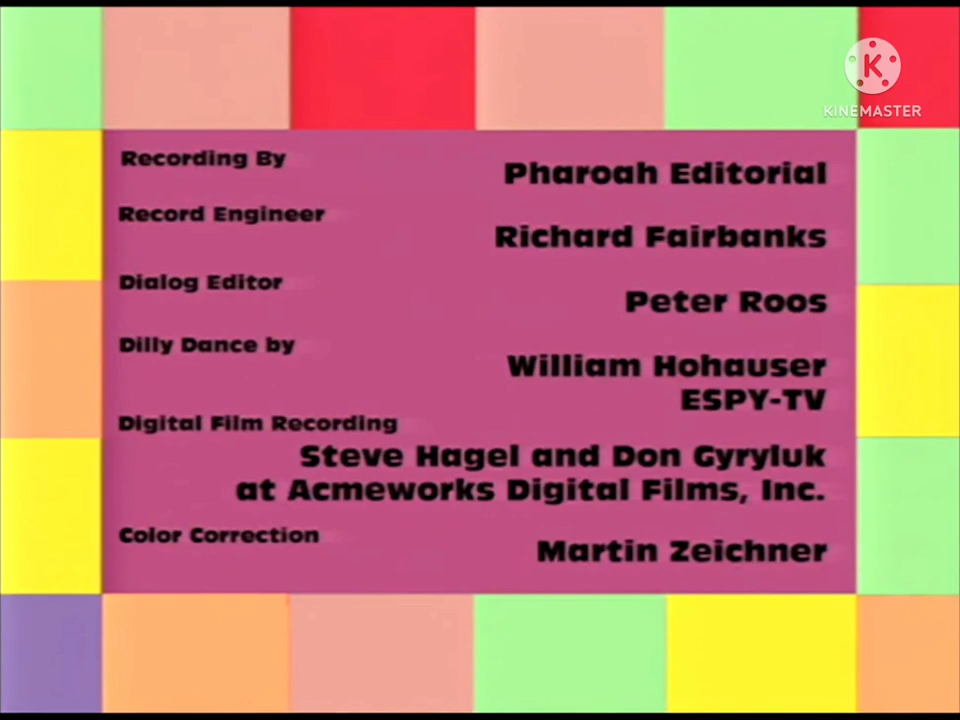 K
KINEMASTER
Recording By
Pharoah Editorial
Record Engineer
Richard Fairbanks
Dialog Editor
Peter Roos
Dilly Dance by
William Hohauser
ESPY-TV
Digital Film Recording
Steve Hagel and Don Gyryluk
at Acmeworks Digital Films, Inc.
Color Correction
Martin Zeichner